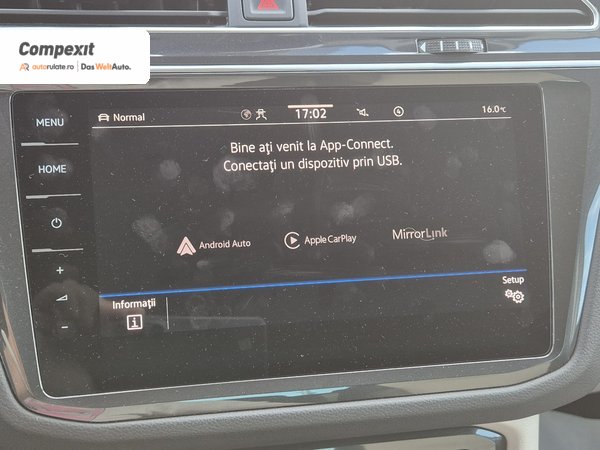 Compexit
autorulate.ro | Das WeltAuto.
MENU
Normal
17:02
4
16.0°C
Bine ați venit la App-Connect.
Conectați un dispozitiv prin USB.
HOME
Android Auto
Apple CarPlay
MirrorLink
Setup
Informații